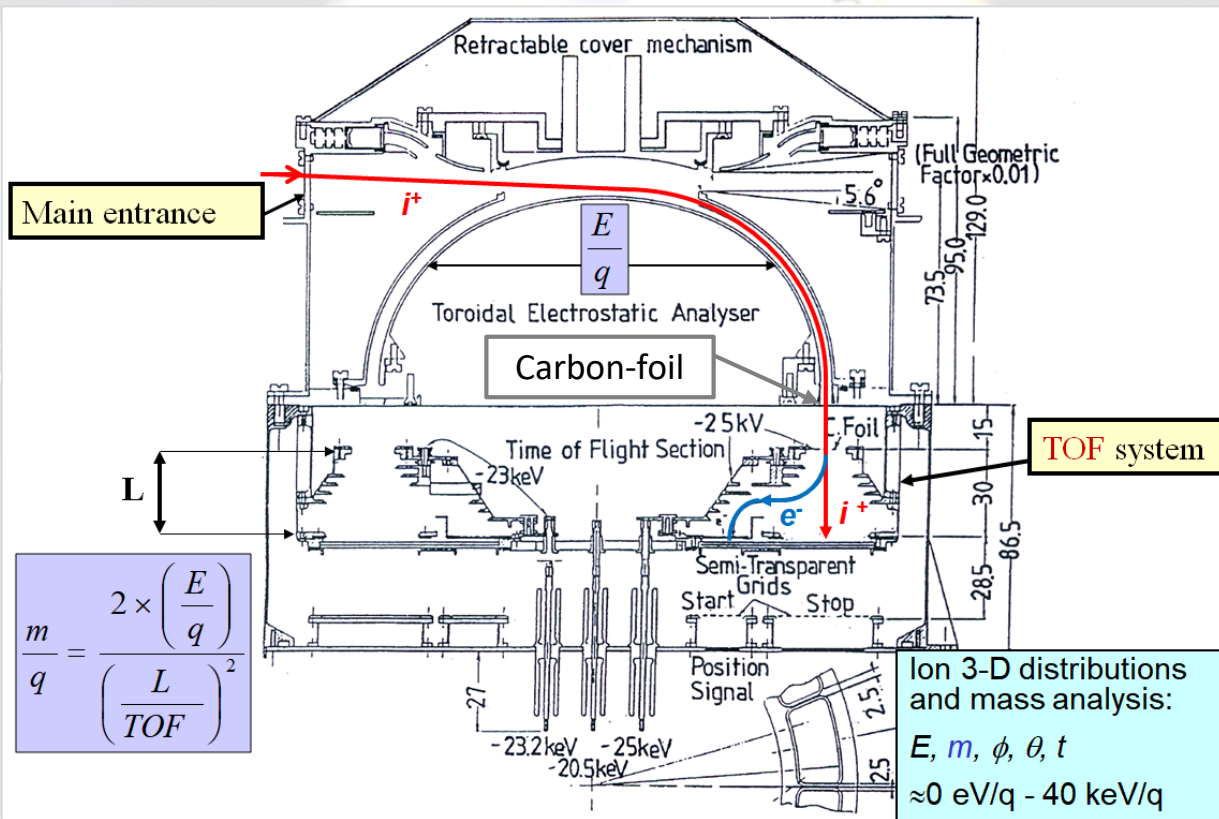 Retractable cover mechanism
(Full Geometric
Factor×0.01)
Main entrance
i+
5.6°
E
q
129.0
95.0
73.5
Toroidal Electrostatic Analyser
Carbon-foil
-25kV
C.Foil
15
Time of Flight Section
TOF system
-23keV
L
30
e-
e-
i +
86.5
Semi-Transparent
Grids
28.5
Start
Stop
m/q = 2 × (E/q) / (L/TOF)²
Position
Signal
27
2.5
2.5
-23.2keV
-25keV
-20.5keV
Ion 3-D distributions
and mass analysis:
E, m, ϕ, θ, t
≈0 eV/q - 40 keV/q